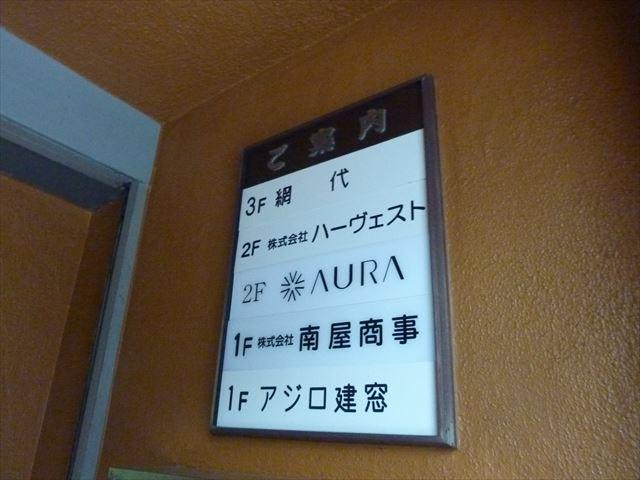 ご案内
3F 網 代
2F 株式会社 ハーヴェスト
2F AURA
1F 株式会社 南屋商事
1F アジロ建窓